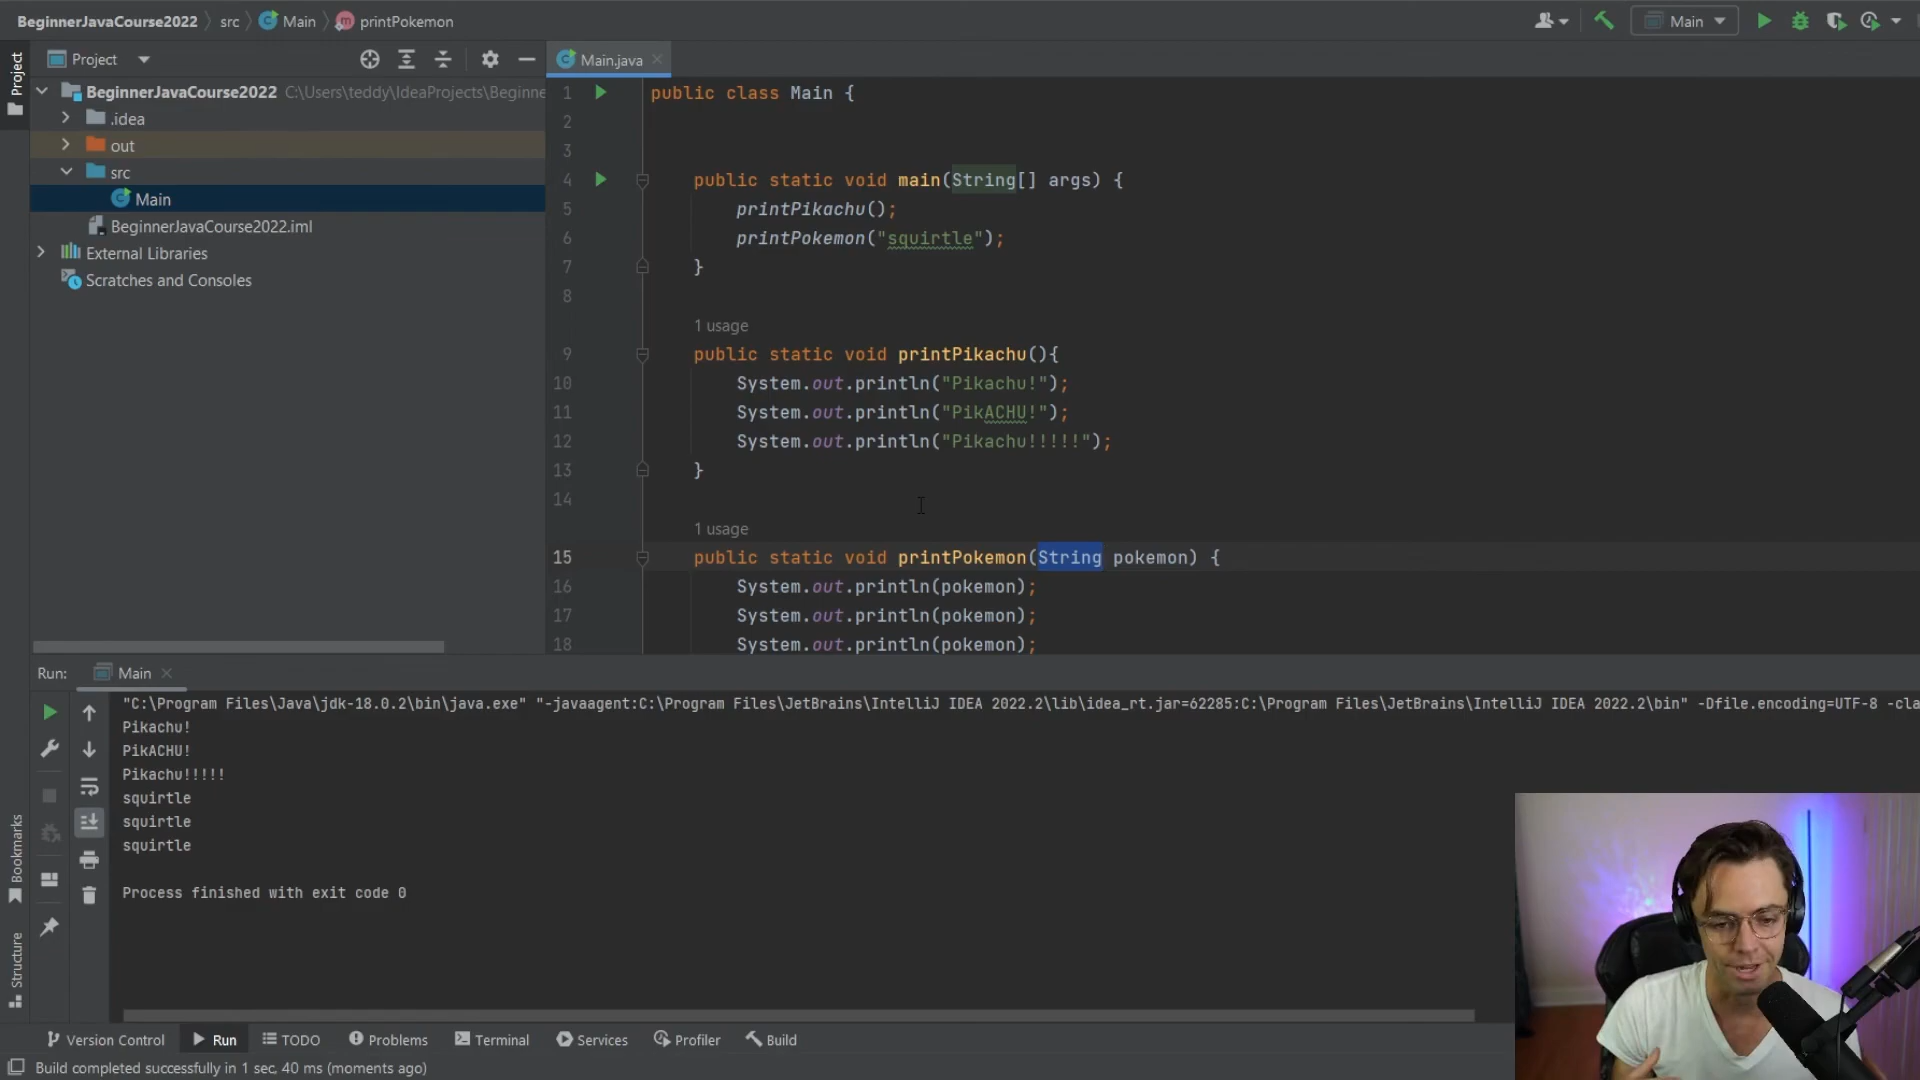 BeginnerJavaCourse2022 src Main printPokemon Main
Project Main.java
Project
BeginnerJavaCourse2022 C:\Users\teddy\IdeaProjects\Beginne
.idea
out
src
Main
BeginnerJavaCourse2022.iml
External Libraries
Scratches and Consoles
1 public class Main {
2
3
4 public static void main(String[] args) {
5 printPikachu();
6 printPokemon("squirtle");
7 }
8
1 usage
9 public static void printPikachu(){
10 System.out.println("Pikachu!");
11 System.out.println("PikACHU!");
12 System.out.println("Pikachu!!!!!");
13 }
14
1 usage
15 public static void printPokemon(String pokemon) {
16 System.out.println(pokemon);
17 System.out.println(pokemon);
18 System.out.println(pokemon);
Run: Main
"C:\Program Files\Java\jdk-18.0.2\bin\java.exe" "-javaagent:C:\Program Files\JetBrains\IntelliJ IDEA 2022.2\lib\idea_rt.jar=62285:C:\Program Files\JetBrains\IntelliJ IDEA 2022.2\bin" -Dfile.encoding=UTF-8 -cla
Pikachu!
PikACHU!
Pikachu!!!!!
squirtle
squirtle
squirtle
Process finished with exit code 0
Bookmarks
Structure
Version Control Run TODO Problems Terminal Services Profiler Build
Build completed successfully in 1 sec, 40 ms (moments ago)